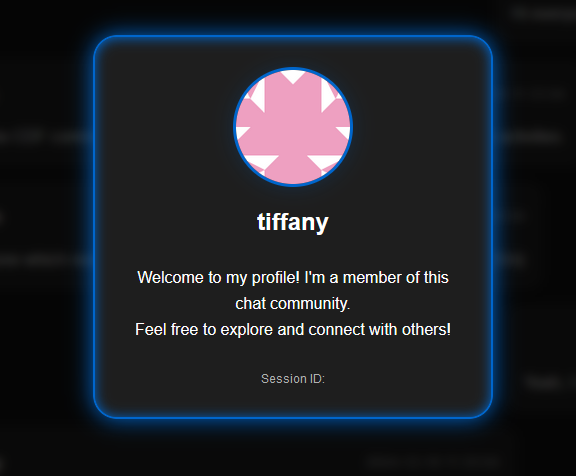 tiffany
Welcome to my profile! I'm a member of this
chat community.
Feel free to explore and connect with others!
Session ID: